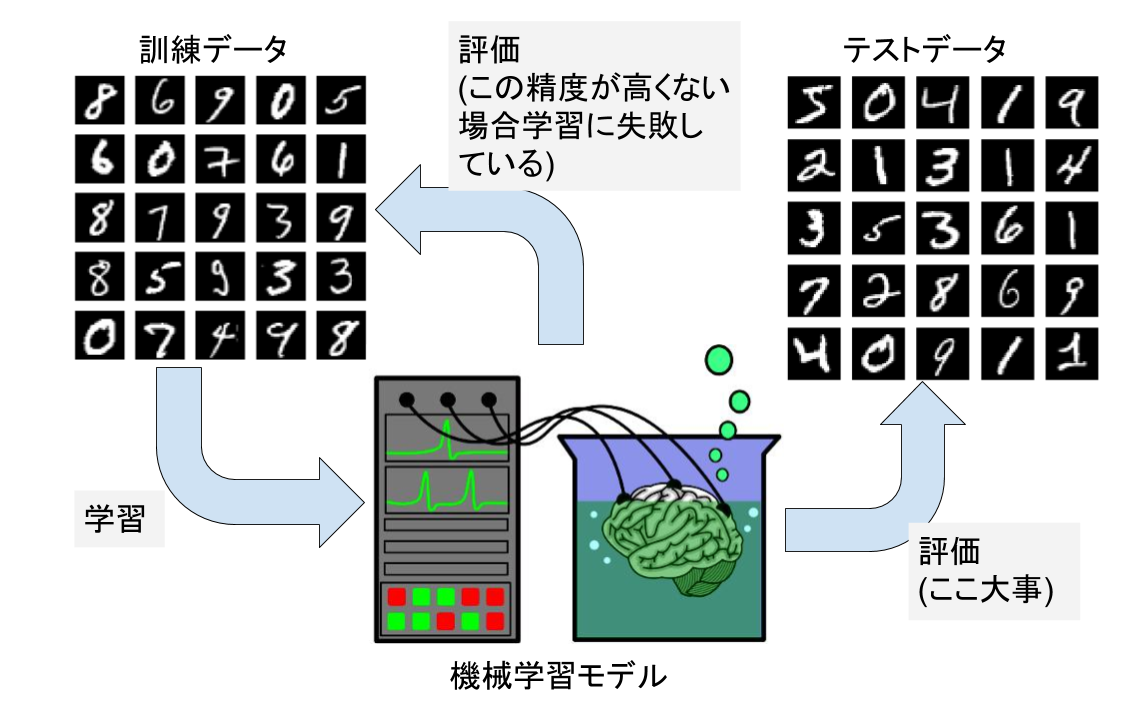 訓練データ
評価
(この精度が高くない
場合学習に失敗し
ている)
テストデータ
8 6 9 0 5
6 0 7 6 1
8 7 9 3 9
8 5 9 3 3
0 7 4 9 8
5 0 4 1 9
2 1 3 1 4
3 5 3 6 1
7 2 8 6 9
4 0 9 1 1
学習
評価
(ここ大事)
機械学習モデル